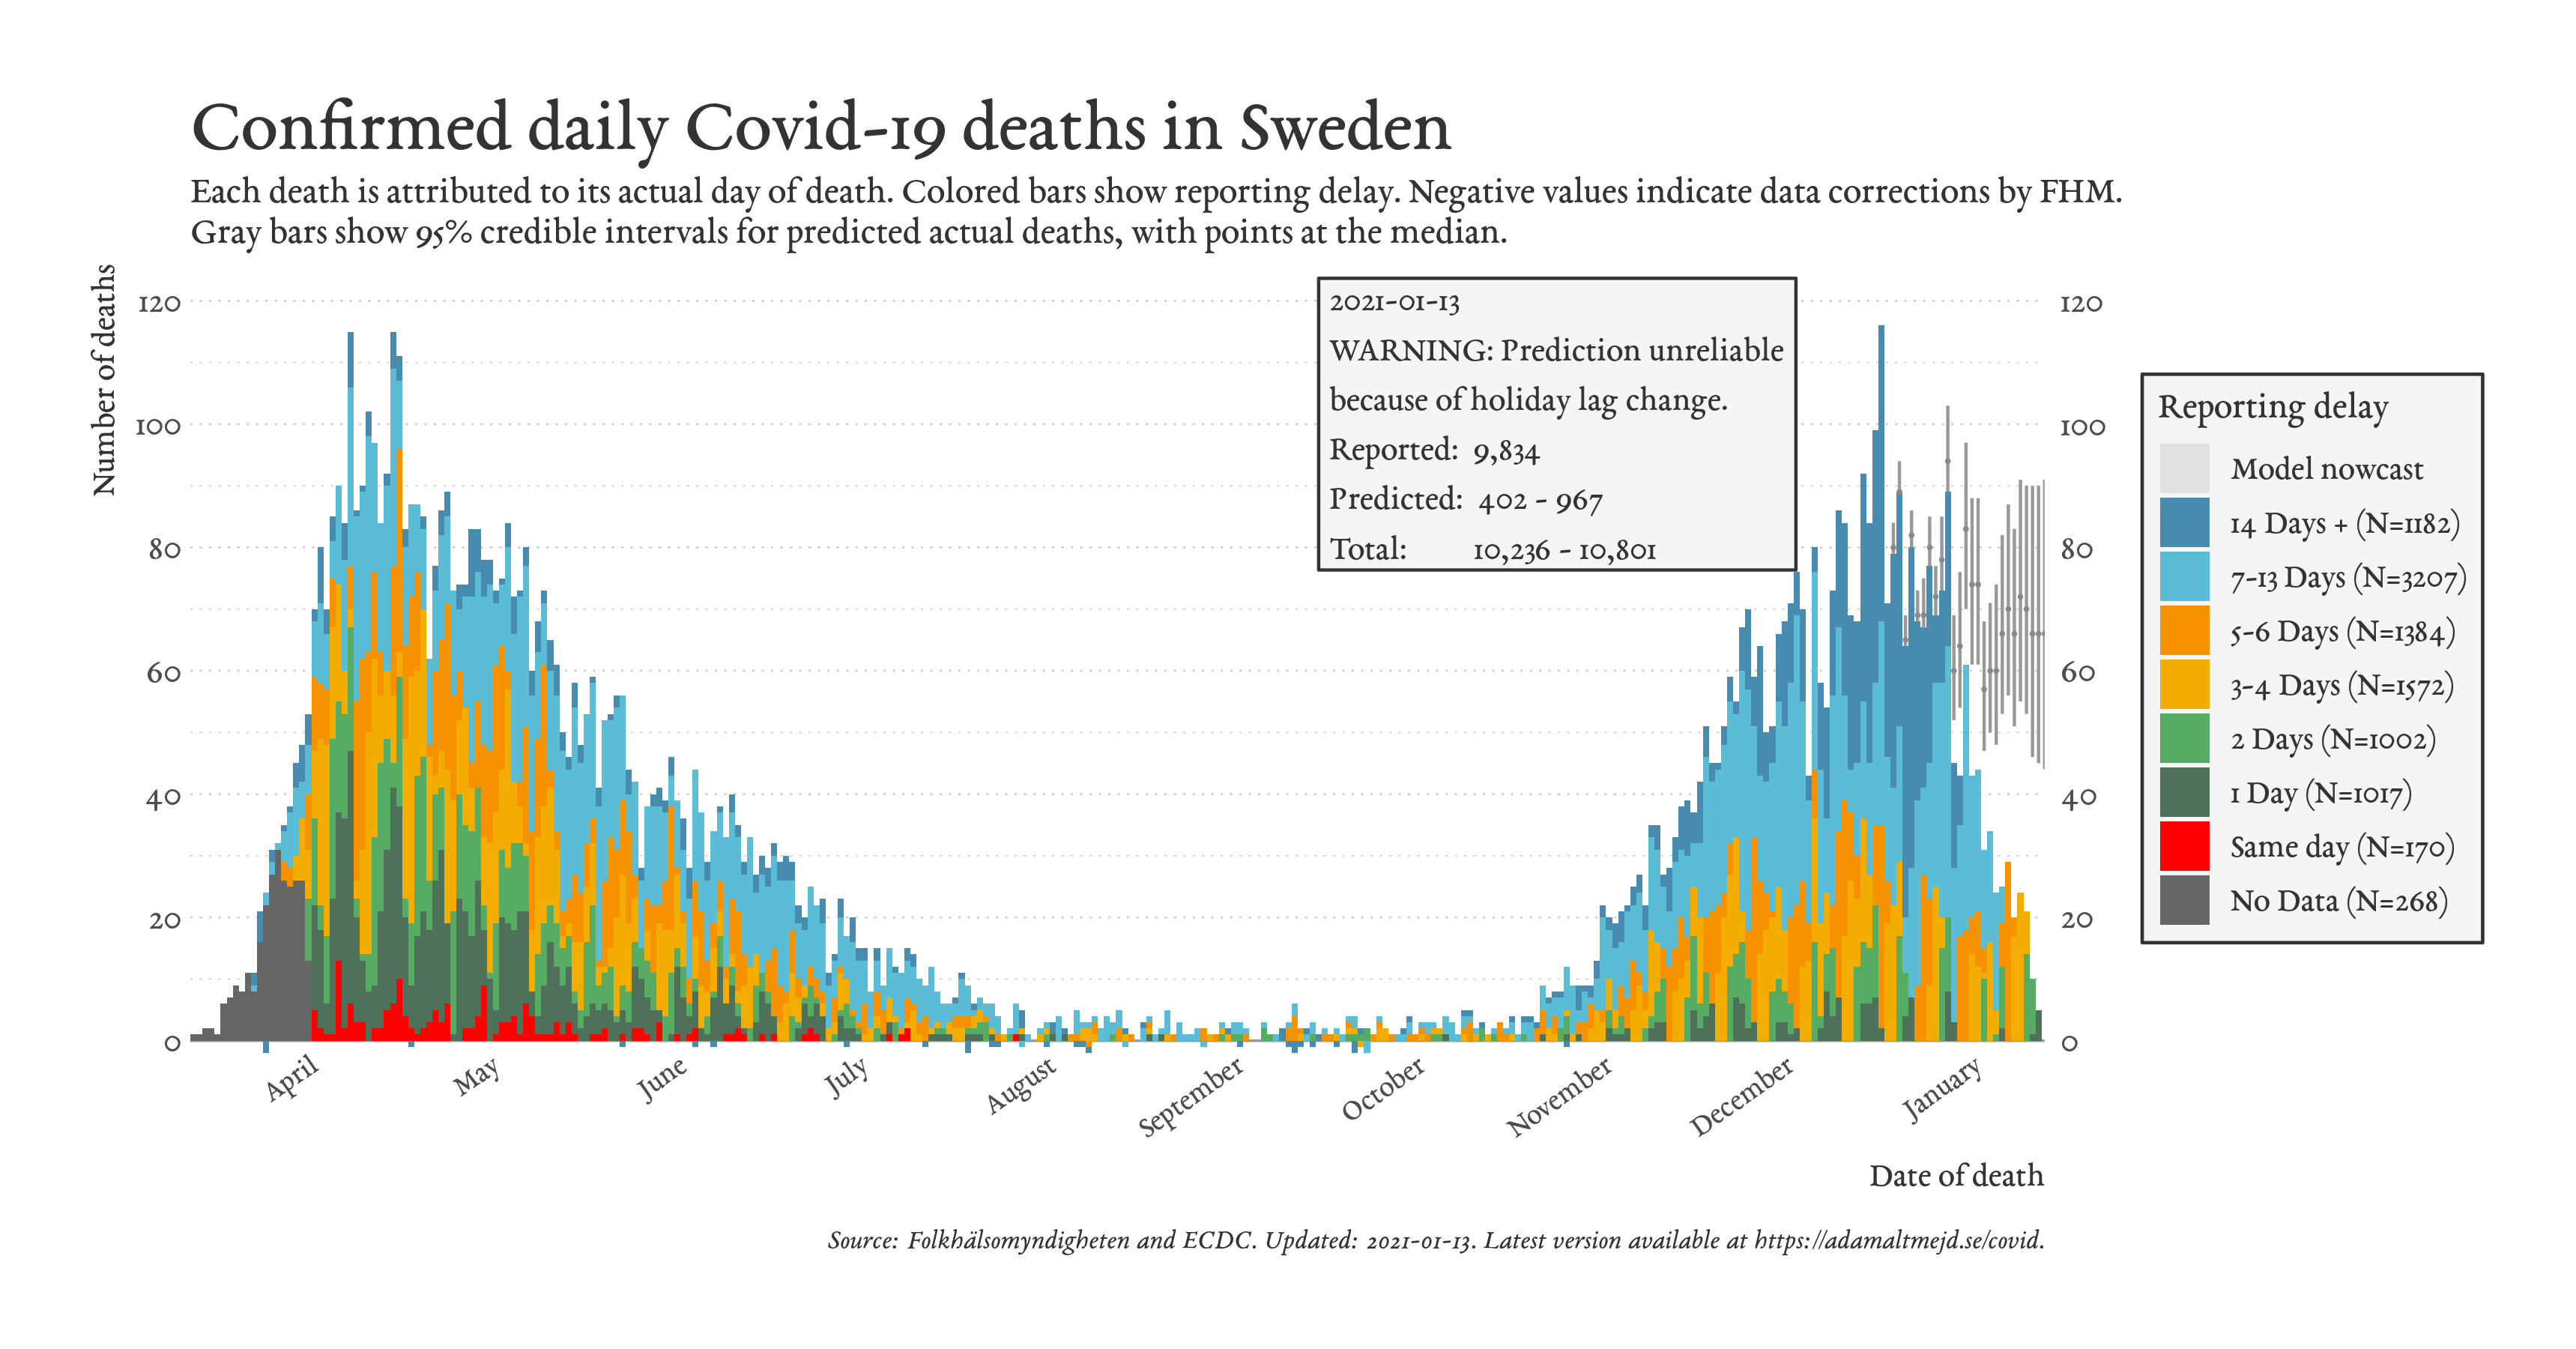 Confirmed daily Covid-19 deaths in Sweden
Each death is attributed to its actual day of death. Colored bars show reporting delay. Negative values indicate data corrections by FHM.
Gray bars show 95% credible intervals for predicted actual deaths, with points at the median.
Number of deaths
120
100
80
60
40
20
0
2021-01-13
WARNING: Prediction unreliable
because of holiday lag change.
Reported: 9,834
Predicted: 402 - 967
Total: 10,236 - 10,801
120
100
80
60
40
20
0
Reporting delay
Model nowcast
14 Days + (N=1182)
7-13 Days (N=3207)
5-6 Days (N=1384)
3-4 Days (N=1572)
2 Days (N=1002)
1 Day (N=1017)
Same day (N=170)
No Data (N=268)
April
May
June
July
August
September
October
November
December
January
Date of death
Source: Folkhälsomyndigheten and ECDC. Updated: 2021-01-13. Latest version available at https://adamaltmejd.se/covid.